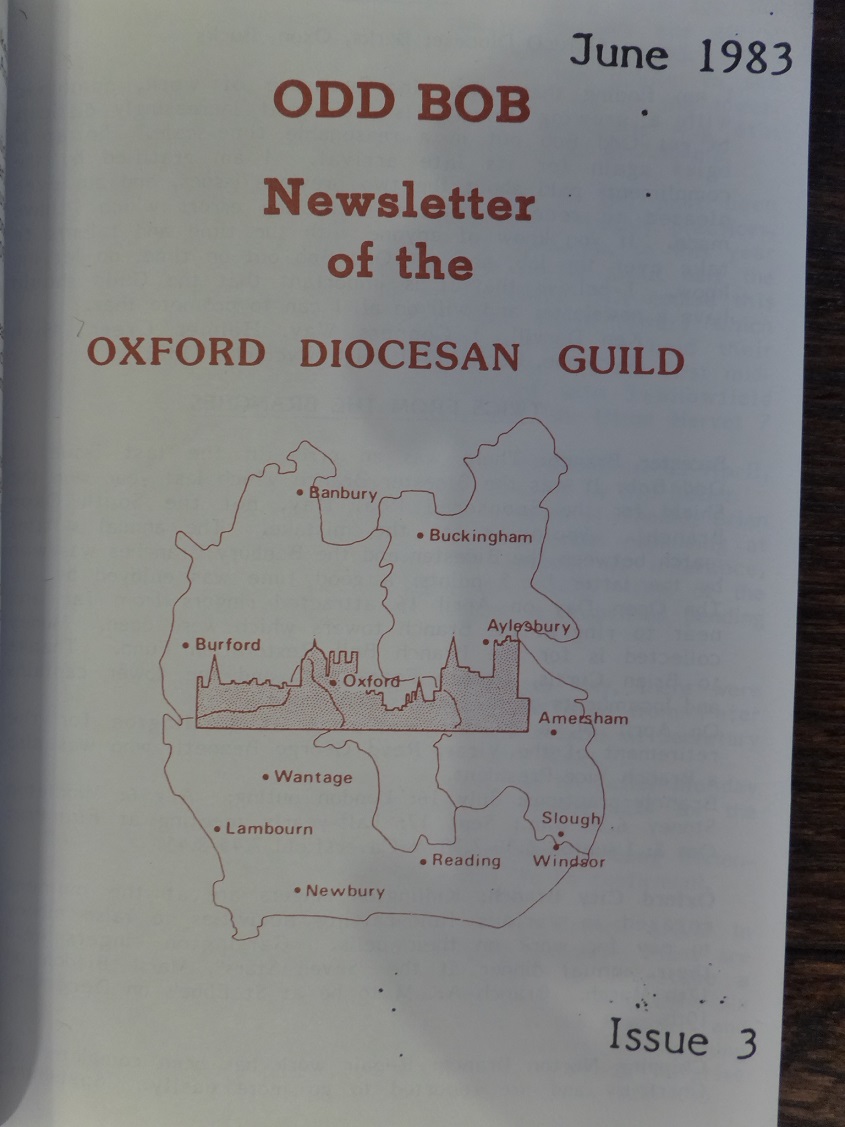 June 1983
ODD BOB
Newsletter
of the
OXFORD DIOCESAN GUILD
Banbury
Buckingham
Aylesbury
Burford
Oxford
Amersham
Wantage
Slough
Lambourn
Reading
Windsor
Newbury
Issue 3